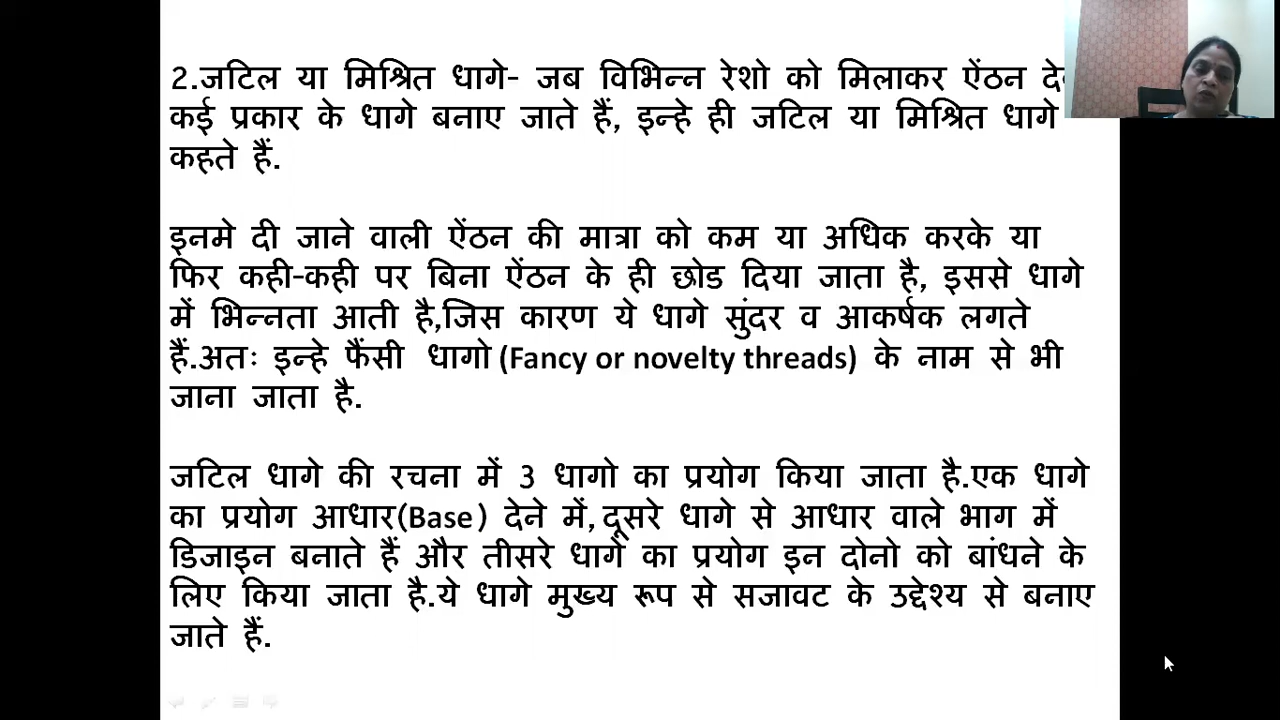 2.जटिल या मिश्रित धागे- जब विभिन्न रेशो को मिलाकर ऐंठन
कई प्रकार के धागे बनाए जाते हैं, इन्हे ही जटिल या मिश्रित धागे
कहते हैं.
इनमे दी जाने वाली ऐंठन की मात्रा को कम या अधिक करके या
फिर कही-कही पर बिना ऐंठन के ही छोड दिया जाता है, इससे धागे
में भिन्नता आती है,जिस कारण ये धागे सुंदर व आकर्षक लगते
हैं.अतः इन्हे फैंसी धागो (Fancy or novelty threads) के नाम से भी
जाना जाता है.
जटिल धागे की रचना में 3 धागो का प्रयोग किया जाता है.एक धागे
का प्रयोग आधार(Base) देने में,दूसरे धागे से आधार वाले भाग में
डिजाइन बनाते हैं और तीसरे धागे का प्रयोग इन दोनो को बांधने के
लिए किया जाता है.ये धागे मुख्य रूप से सजावट के उद्देश्य से बनाए
जाते हैं.